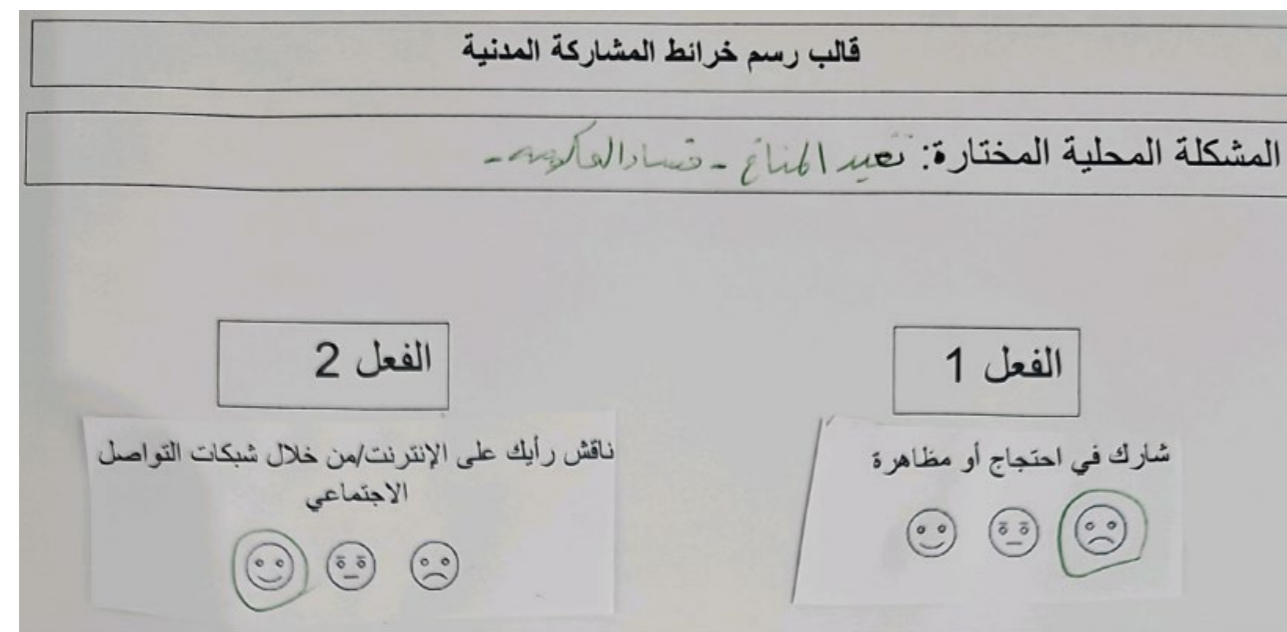 قالب رسم خرائط المشاركة المدنية
المشكلة المحلية المختارة: تغير المناخ - فساد الحكومة -
الفعل 1
شارك في احتجاج أو مظاهرة
الفعل 2
ناقش رأيك على الإنترنت/من خلال شبكات التواصل
الاجتماعي